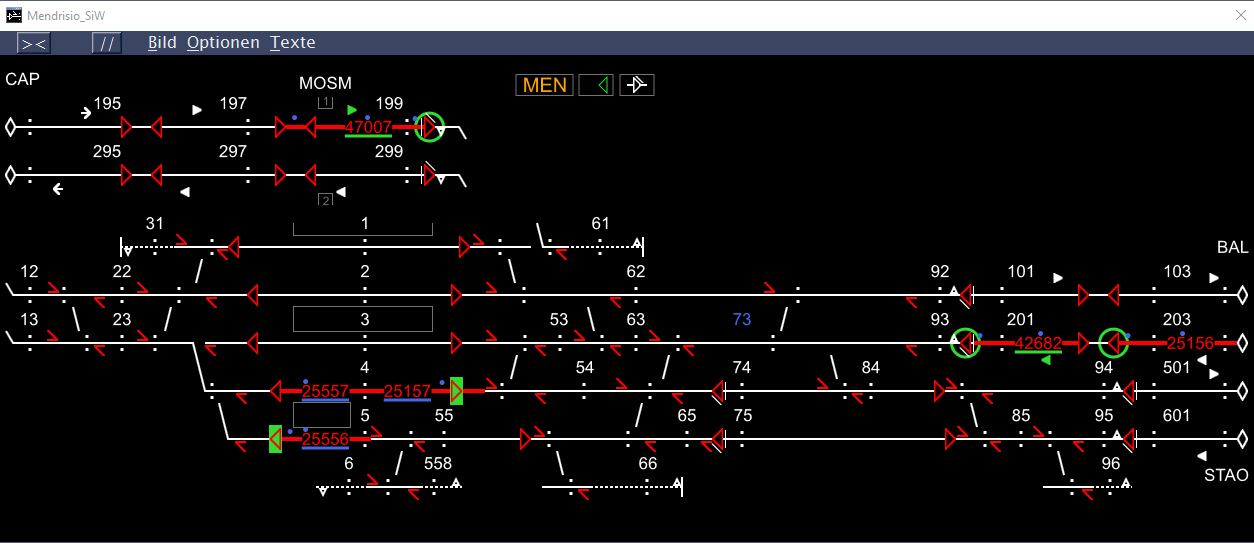 Mendrisio_SiW
>< // Bild Optionen Texte
CAP MOSM MEN
195 197 1 199
47007
295 297 299
2
31 1 61
BAL
12 22 2 62 92 101 103
13 23 3 53 63 73 93 201 203
42682 25156
4 54 74 84 94 501
25557 25157
5 55 65 75 85 95 601
25556
6 558 66 96
STAO